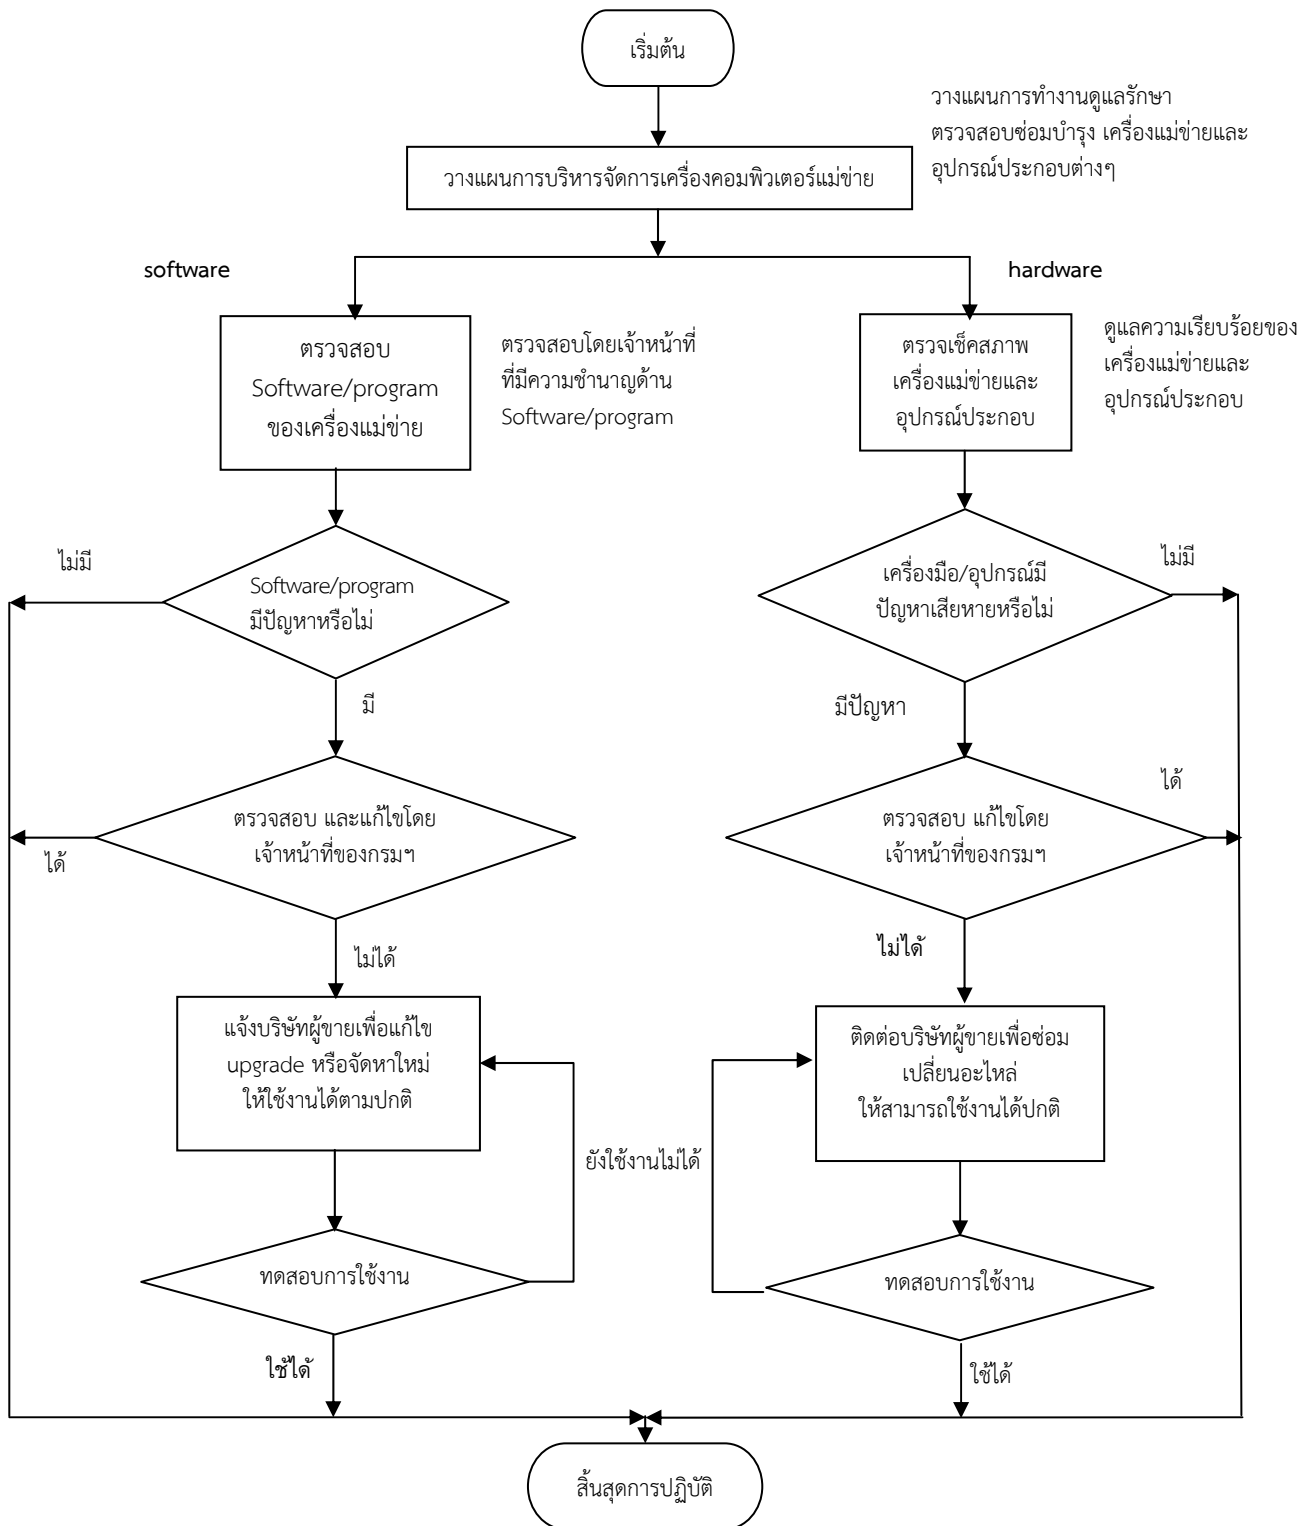 เริ่มต้น
วางแผนการทำงานดูแลรักษา
ตรวจสอบซ่อมบำรุง เครื่องแม่ข่ายและ
อุปกรณ์ประกอบต่างๆ
วางแผนการบริหารจัดการเครื่องคอมพิวเตอร์แม่ข่าย
software
hardware
ตรวจสอบ
Software/program
ของเครื่องแม่ข่าย
ตรวจสอบโดยเจ้าหน้าที่
ที่มีความชำนาญด้าน
Software/program
ตรวจเช็คสภาพ
เครื่องแม่ข่ายและ
อุปกรณ์ประกอบ
ดูแลความเรียบร้อยของ
เครื่องแม่ข่ายและ
อุปกรณ์ประกอบ
ไม่มี
Software/program
มีปัญหาหรือไม่
เครื่องมือ/อุปกรณ์มี
ปัญหาเสียหายหรือไม่
ไม่มี
มี
มีปัญหา
ตรวจสอบ และแก้ไขโดย
เจ้าหน้าที่ของกรมฯ
ได้
ตรวจสอบ แก้ไขโดย
เจ้าหน้าที่ของกรมฯ
ได้
ไม่ได้
ไม่ได้
แจ้งบริษัทผู้ขายเพื่อแก้ไข
upgrade หรือจัดหาใหม่
ให้ใช้งานได้ตามปกติ
ติดต่อบริษัทผู้ขายเพื่อซ่อม
เปลี่ยนอะไหล่
ให้สามารถใช้งานได้ปกติ
ยังใช้งานไม่ได้
ทดสอบการใช้งาน
ทดสอบการใช้งาน
ใช้ได้
ใช้ได้
สิ้นสุดการปฏิบัติ